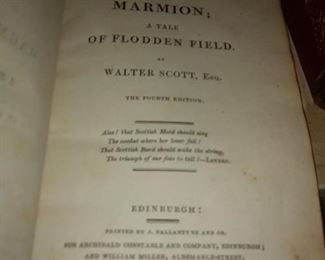 MARMION;
A TALE
OF FLODDEN FIELD.
BY
WALTER SCOTT, Esq.
THE FOURTH EDITION.
Alas! that Scottish Maid should sing
The combat where her lover fell!
That Scottish Bard should wake the string,
The triumph of our foes to tell!—LEYDEN.
EDINBURGH:
PRINTED BY J. BALLANTYNE AND CO.
FOR ARCHIBALD CONSTABLE AND COMPANY, EDINBURGH;
AND WILLIAM MILLER, ALBEMARLE-STREET,